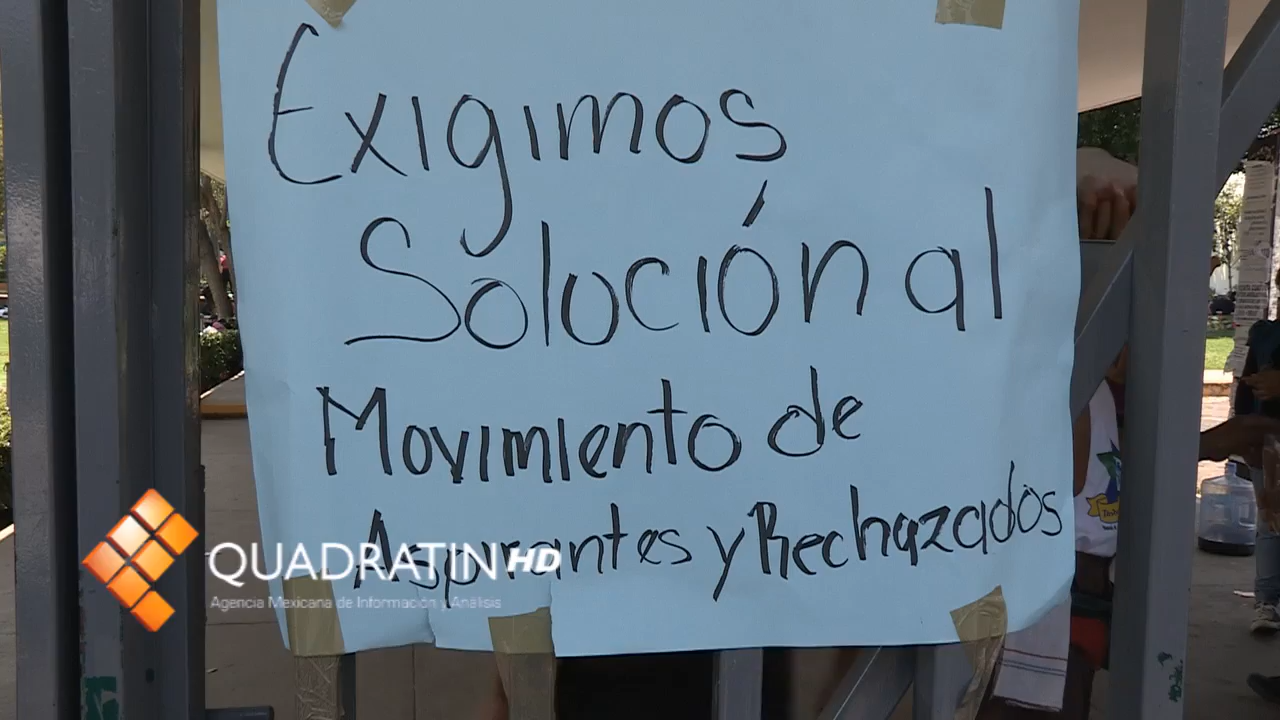 Exigimos
Solución al
Movimiento de
Aspirantes y Rechazados
QUADRATIN HD
Agencia Mexicana de Información y Análisis